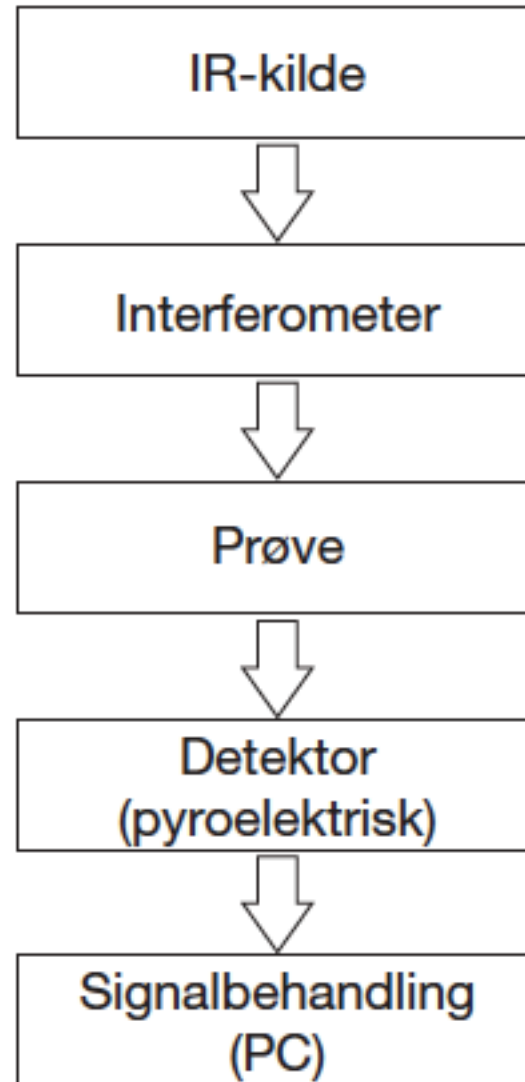 IR-kilde
Interferometer
Prøve
Detektor
(pyroelektrisk)
Signalbehandling
(PC)